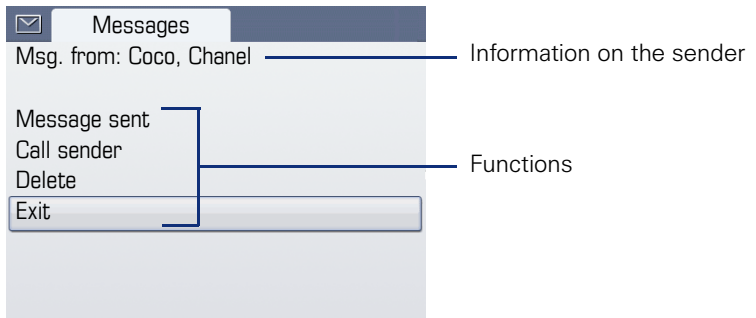 Messages
Msg. from: Coco, Chanel
Information on the sender
Message sent
Call sender
Functions
Delete
Exit